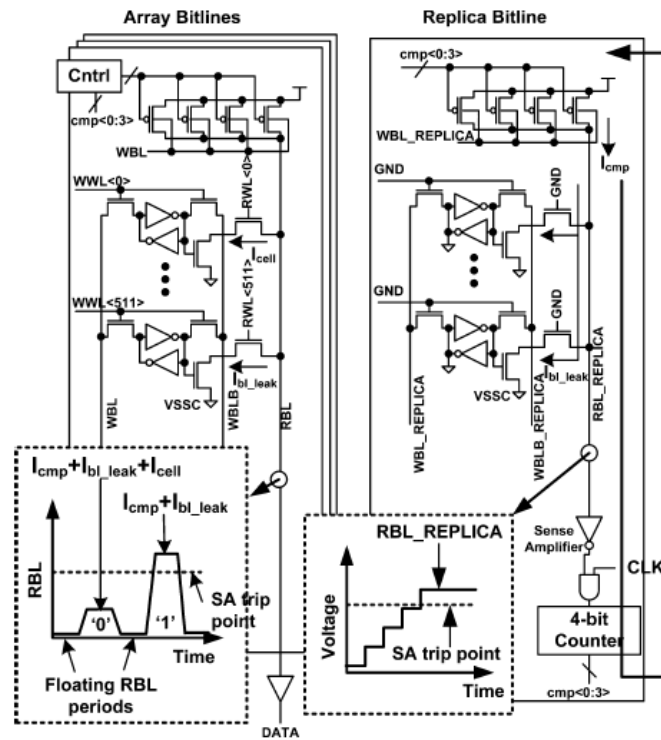 Array Bitlines
Replica Bitline
Cntrl
cmp<0:3>
WBL
WWL<0>
RWL<0>
I_cell
WWL<511>
RWL<511>
I_bl_leak
VSSC
WBL
WBLB
RBL
cmp<0:3>
WBL_REPLICA
I_cmp
GND
GND
GND
GND
I_bl_leak
VSSC
WBL_REPLICA
WBLB_REPLICA
RBL_REPLICA
I_cmp+I_bl_leak+I_cell
I_cmp+I_bl_leak
RBL
SA trip
point
'0'
'1'
Time
Floating RBL
periods
DATA
RBL_REPLICA
Voltage
SA trip point
Time
Sense
Amplifier
CLK
4-bit
Counter
cmp<0:3>